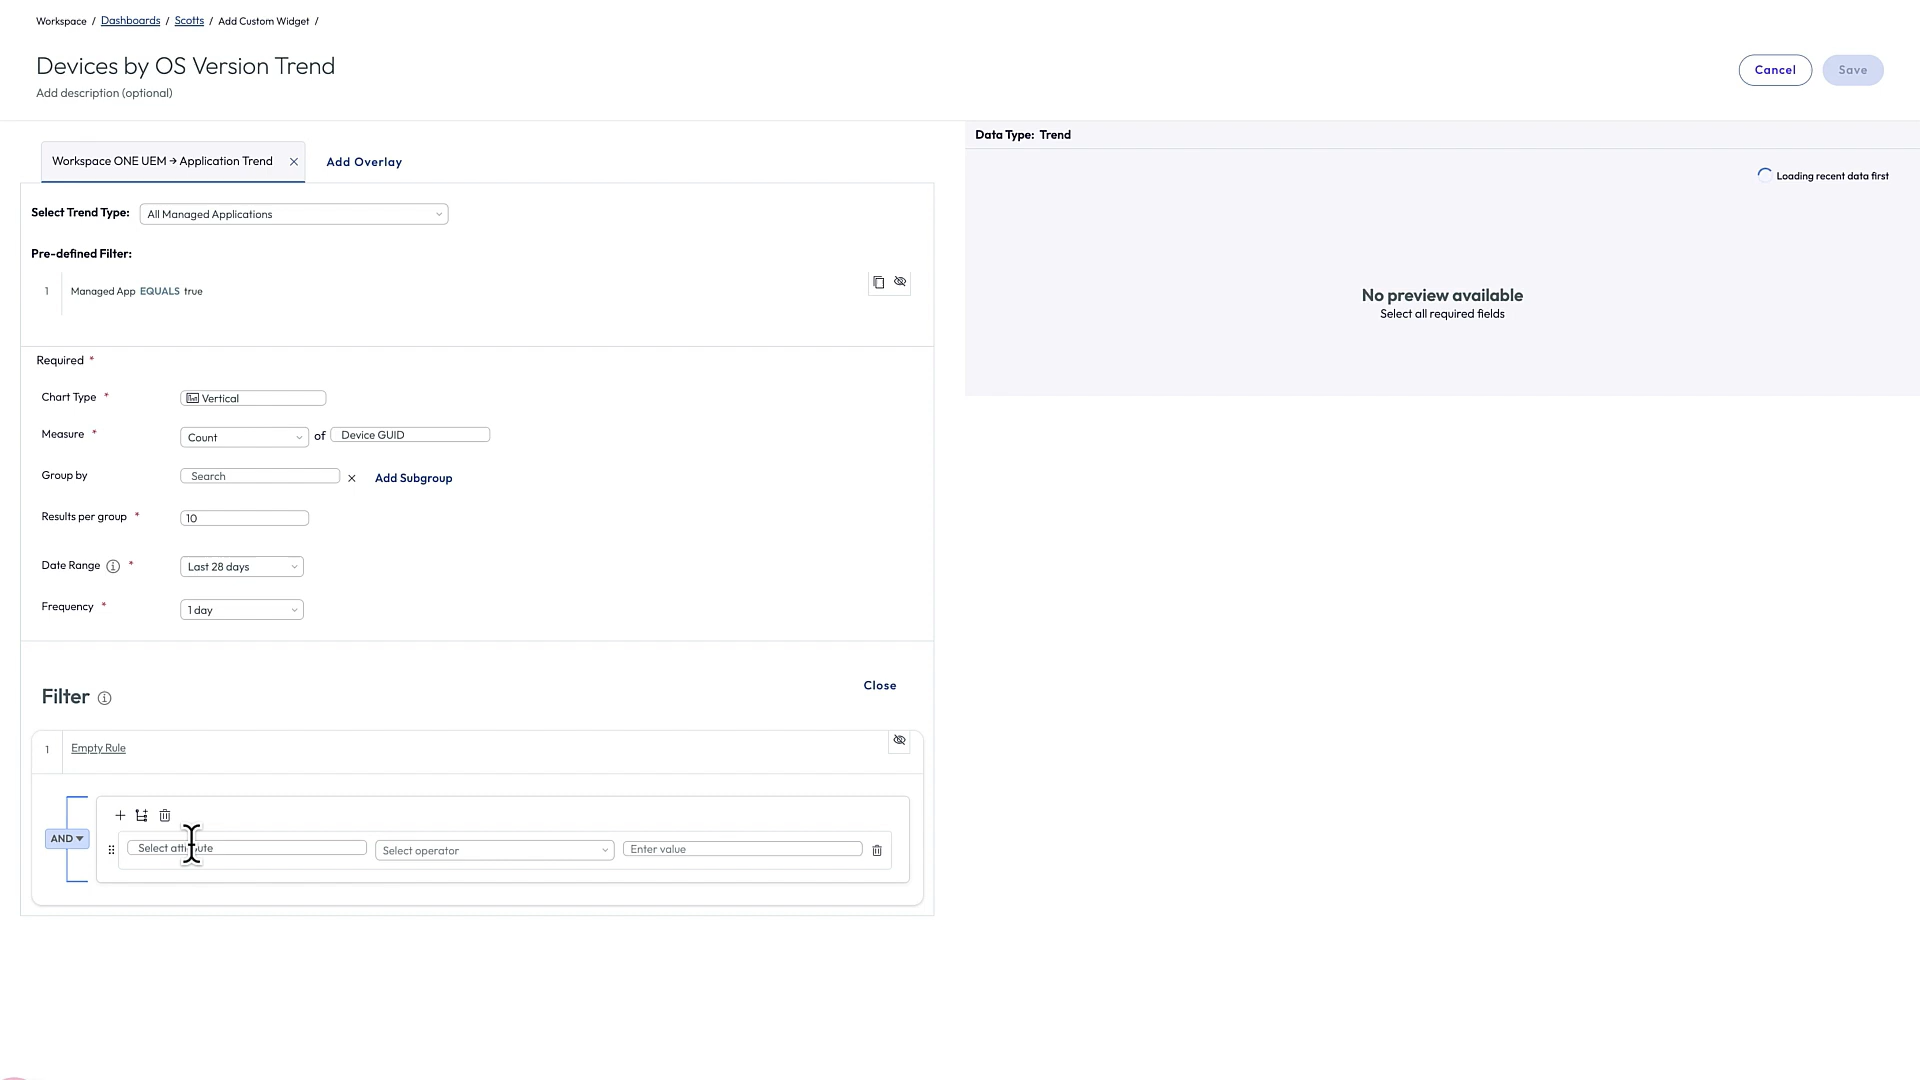 Workspace / Dashboards / Scotts / Add Custom Widget /
Devices by OS Version Trend
Add description (optional)
Cancel
Save
Workspace ONE UEM → Application Trend
Add Overlay
Data Type: Trend
Loading recent data first
Select Trend Type: All Managed Applications
Pre-defined Filter:
1 Managed App EQUALS true
No preview available
Select all required fields
Required *
Chart Type * Vertical
Measure * Count of Device GUID
Group by Search × Add Subgroup
Results per group * 10
Date Range * Last 28 days
Frequency * 1 day
Filter
Close
1 Empty Rule
AND
Select Select operator Enter value